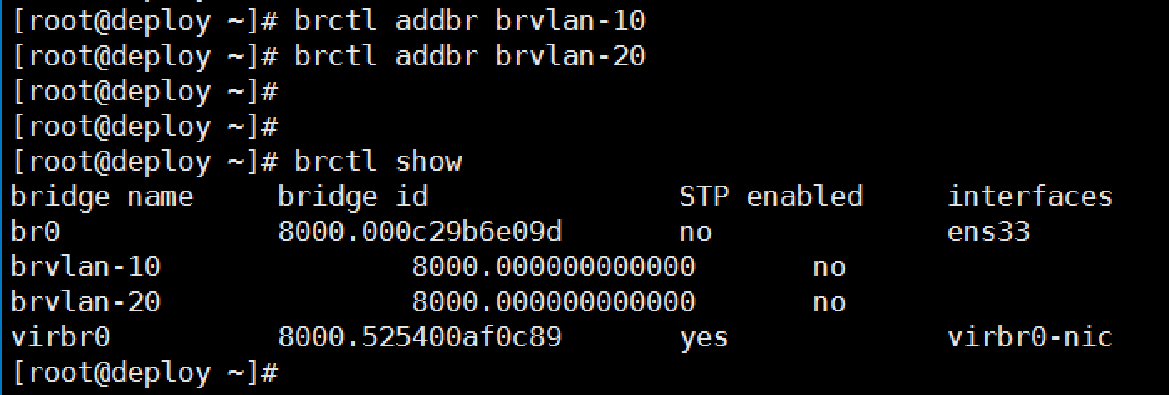 [root@deploy ~]# brctl addbr brvlan-10
[root@deploy ~]# brctl addbr brvlan-20
[root@deploy ~]#
[root@deploy ~]#
[root@deploy ~]# brctl show
bridge name     bridge id               STP enabled     interfaces
br0             8000.000c29b6e09d       no              ens33
brvlan-10               8000.000000000000       no
brvlan-20               8000.000000000000       no
virbr0          8000.525400af0c89       yes             virbr0-nic
[root@deploy ~]#